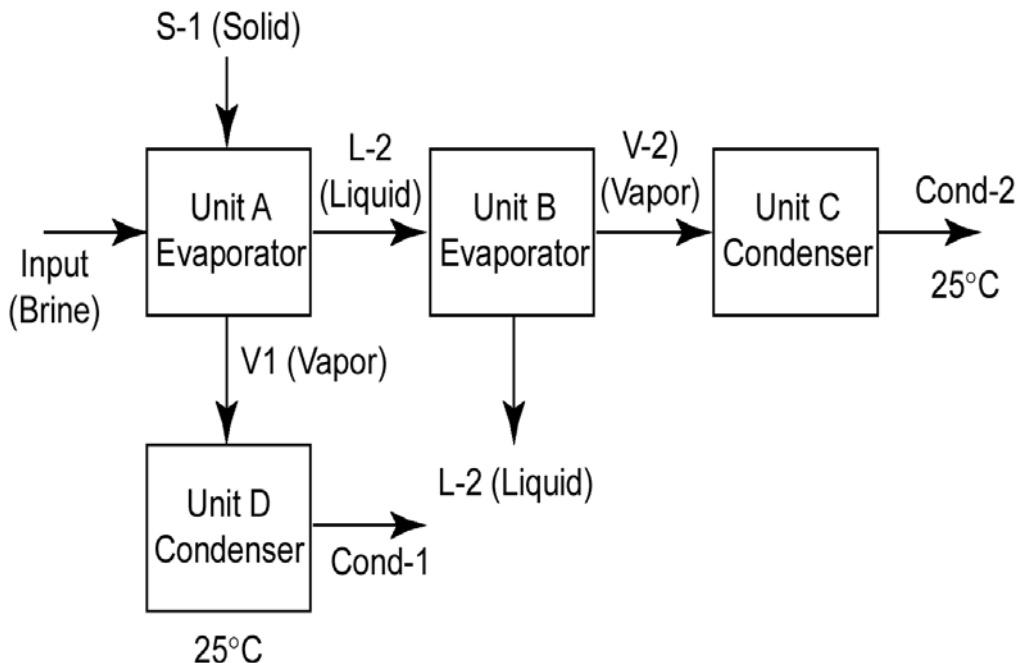 S-1 (Solid)
L-2
(Liquid)
V-2)
(Vapor)
Unit A
Evaporator
Unit B
Evaporator
Unit C
Condenser
Cond-2
25°C
Input
(Brine)
V1 (Vapor)
Unit D
Condenser
Cond-1
L-2 (Liquid)
25°C